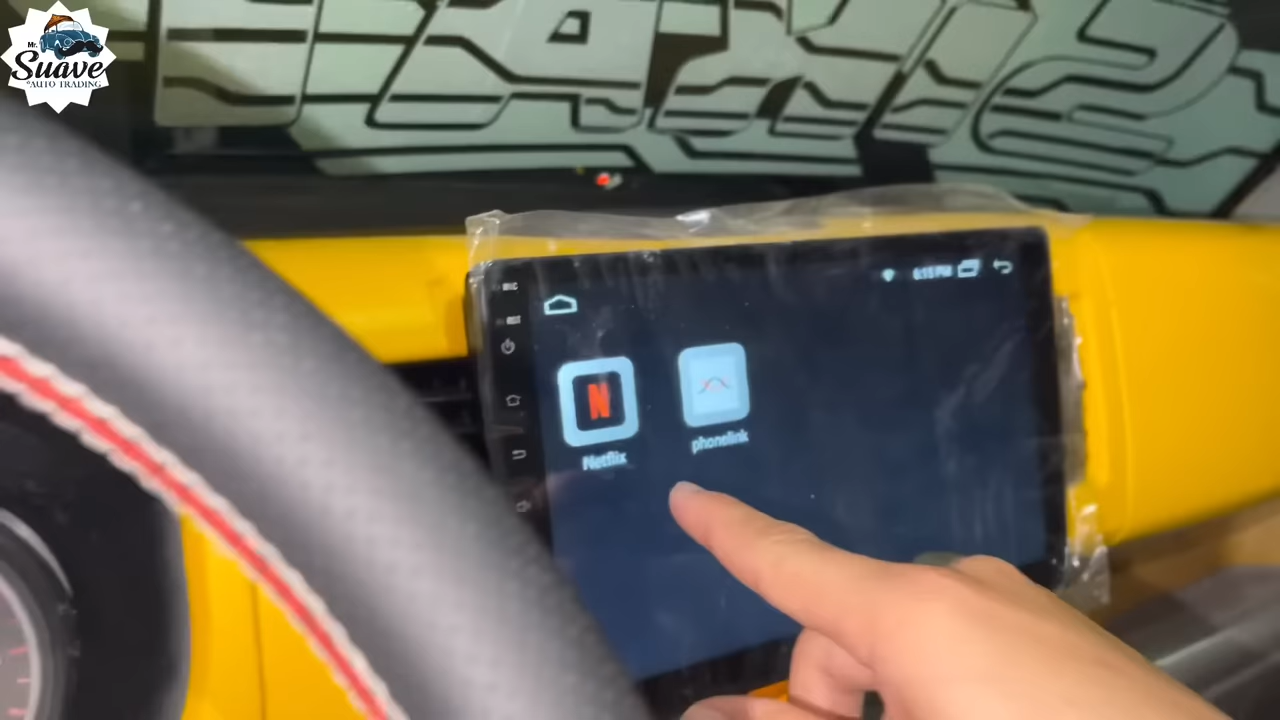 Mr.
Suave
AUTO TRADING
MIC
RST
6:15 PM
N
Netflix
phonelink